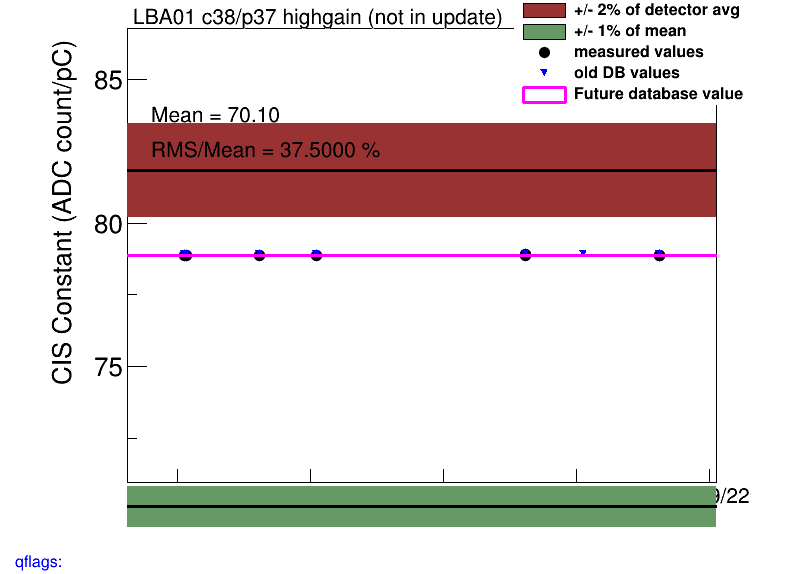 LBA01 c38/p37 highgain (not in update)
+/- 2% of detector avg
+/- 1% of mean
measured values
old DB values
Future database value
CIS Constant (ADC count/pC)
85
80
75
Mean = 70.10
RMS/Mean = 37.5000 %
/22
qflags: